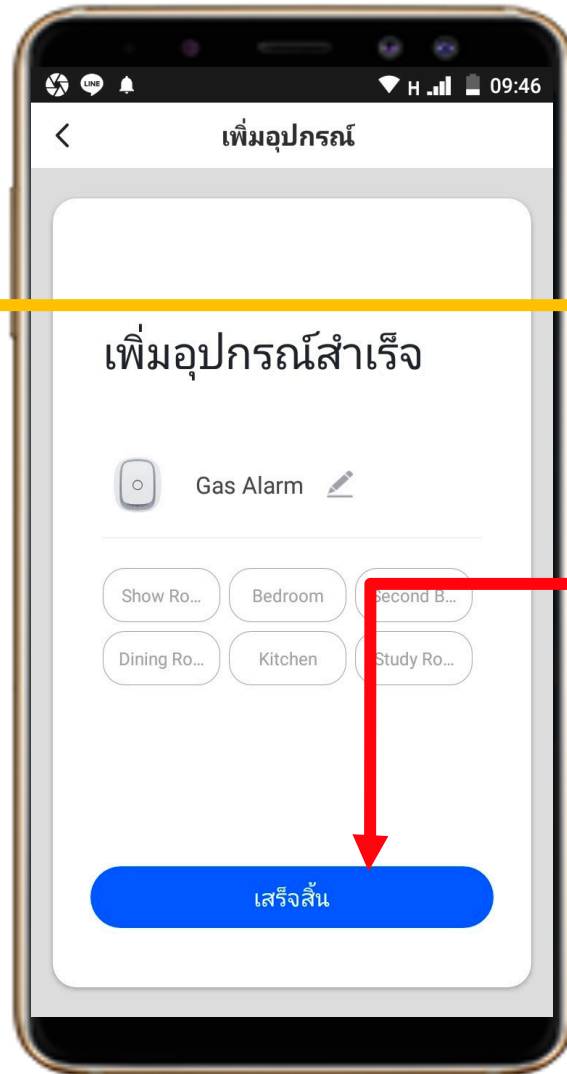 LINE H 09:46
เพิ่มอุปกรณ์
เพิ่มอุปกรณ์สำเร็จ
Gas Alarm
Show Ro... Bedroom Second B...
Dining Ro... Kitchen Study Ro...
เสร็จสิ้น